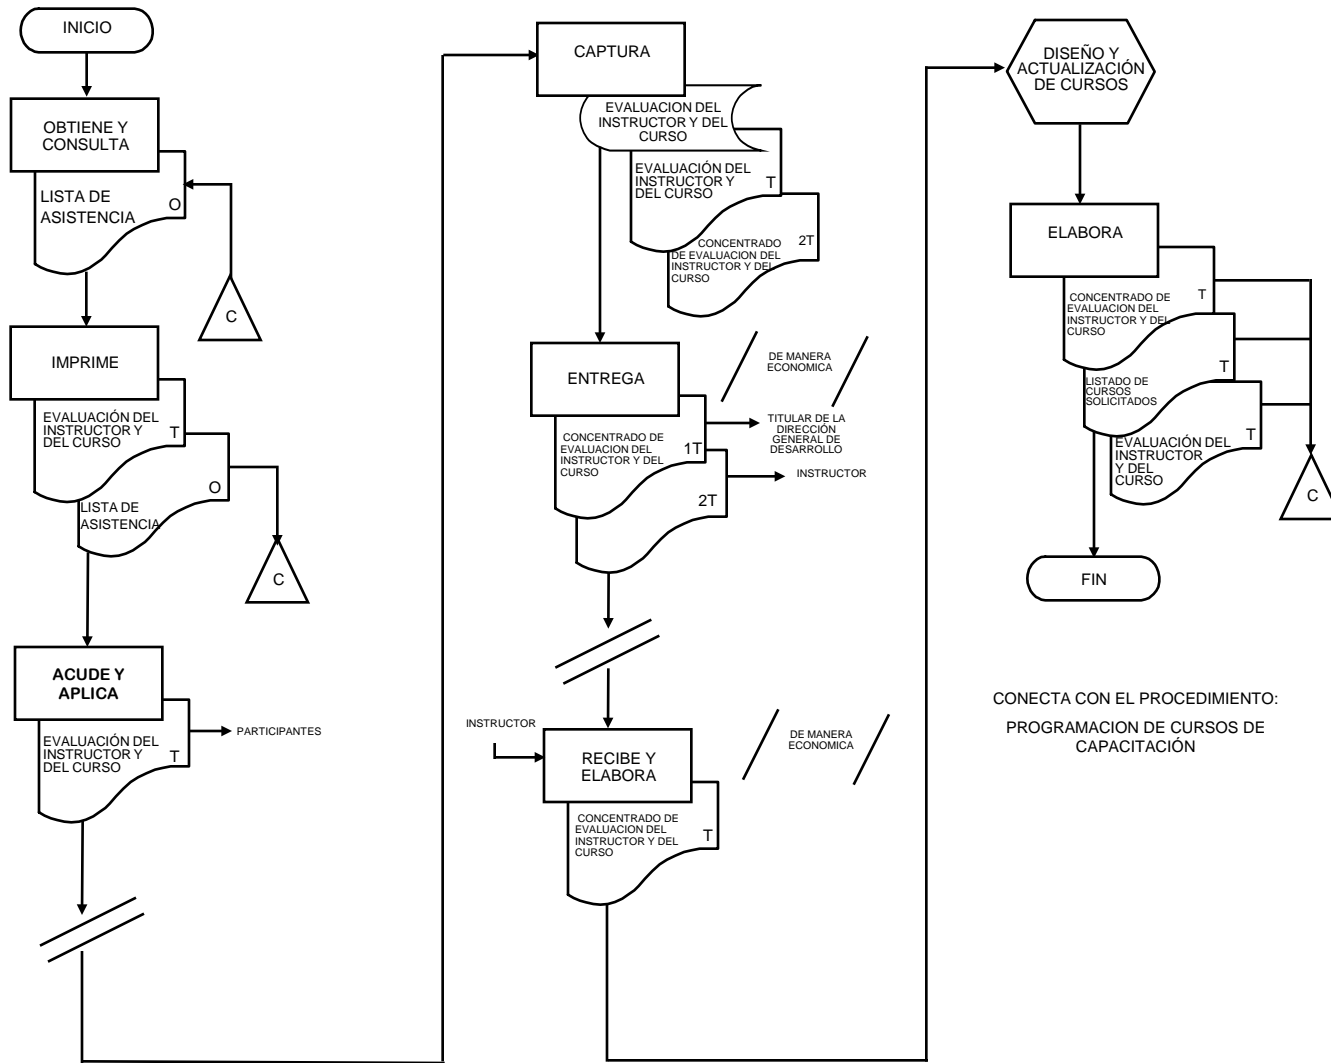 INICIO
OBTIENE Y
CONSULTA
LISTA DE
ASISTENCIA
O
C
IMPRIME
EVALUACIÓN DEL
INSTRUCTOR Y
DEL CURSO
T
O
LISTA DE
ASISTENCIA
C
ACUDE Y
APLICA
EVALUACIÓN DEL
INSTRUCTOR Y
DEL CURSO
T
PARTICIPANTES
CAPTURA
EVALUACION DEL
INSTRUCTOR Y DEL
CURSO
EVALUACIÓN DEL
INSTRUCTOR Y
DEL CURSO
T
CONCENTRADO
DE EVALUACION DEL
INSTRUCTOR Y DEL
CURSO
2T
ENTREGA
DE MANERA
ECONOMICA
CONCENTRADO DE
EVALUACION DEL
INSTRUCTOR Y DEL
CURSO
1T
TITULAR DE LA
DIRECCIÓN
GENERAL DE
DESARROLLO
INSTRUCTOR
2T
INSTRUCTOR
RECIBE Y
ELABORA
DE MANERA
ECONOMICA
CONCENTRADO DE
EVALUACION DEL
INSTRUCTOR Y DEL
CURSO
T
DISEÑO Y
ACTUALIZACIÓN
DE CURSOS
ELABORA
CONCENTRADO DE
EVALUACION DEL
INSTRUCTOR Y DEL
CURSO
T
LISTADO DE
CURSOS
SOLICITADOS
T
EVALUACIÓN DEL
INSTRUCTOR
Y DEL
CURSO
T
C
FIN
CONECTA CON EL PROCEDIMIENTO:
PROGRAMACION DE CURSOS DE
CAPACITACIÓN